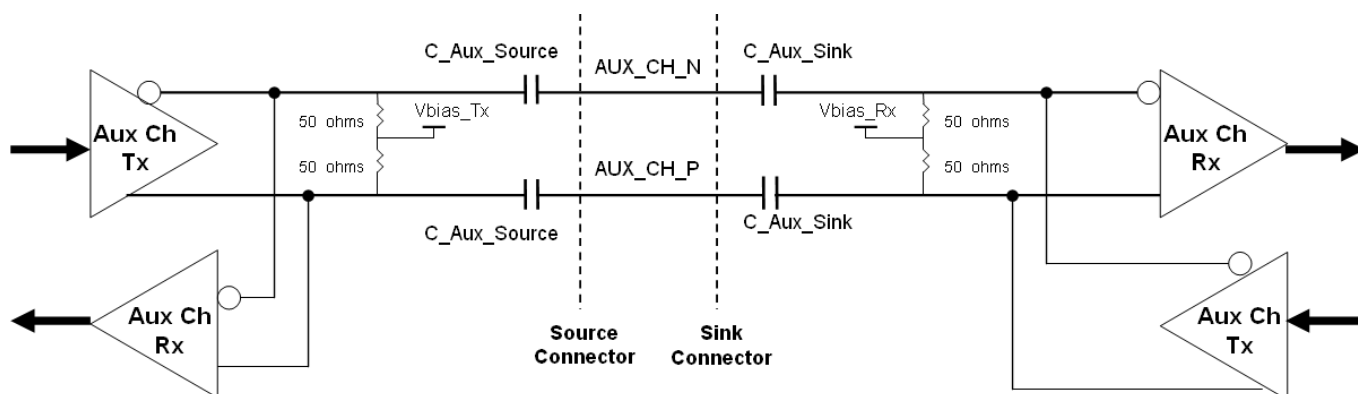 C_Aux_Source
C_Aux_Sink
AUX_CH_N
Vbias_Tx
Vbias_Rx
50 ohms
50 ohms
Aux Ch
Tx
Aux Ch
Rx
50 ohms
50 ohms
AUX_CH_P
C_Aux_Source
C_Aux_Sink
Aux Ch
Rx
Aux Ch
Tx
Source
Connector
Sink
Connector